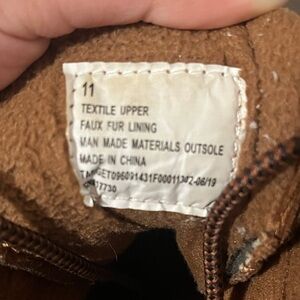 11
TEXTILE UPPER
FAUX FUR LINING
MAN MADE MATERIALS OUTSOLE
MADE IN CHINA